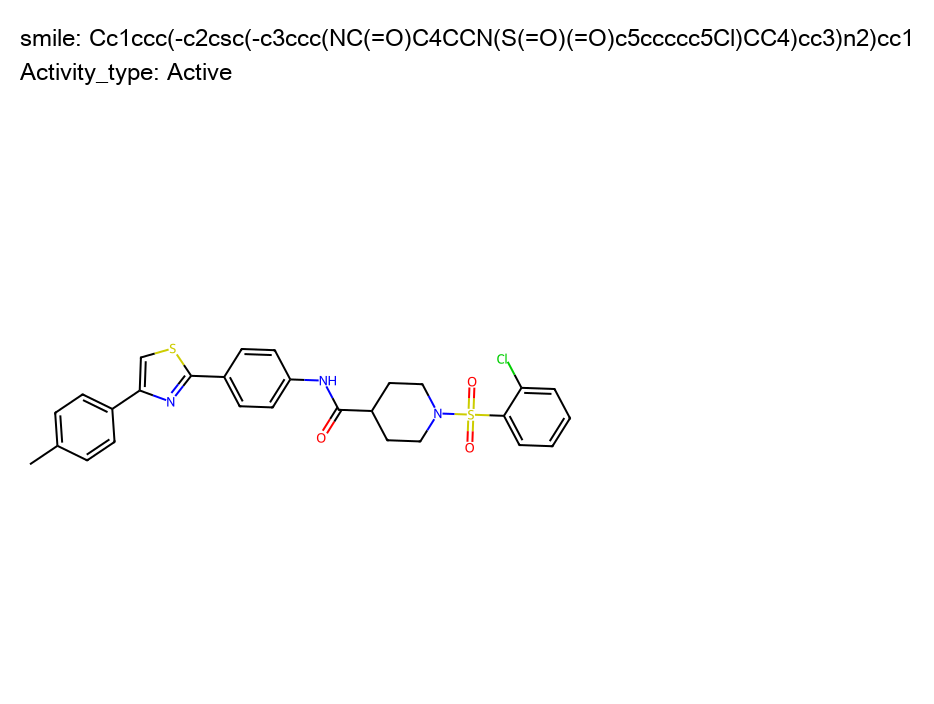 smile: Cc1ccc(-c2csc(-c3ccc(NC(=O)C4CCN(S(=O)(=O)c5ccccc5Cl)CC4)cc3)n2)cc1
Activity_type: Active
Cl
S
O
NH
N
S
N
O
O